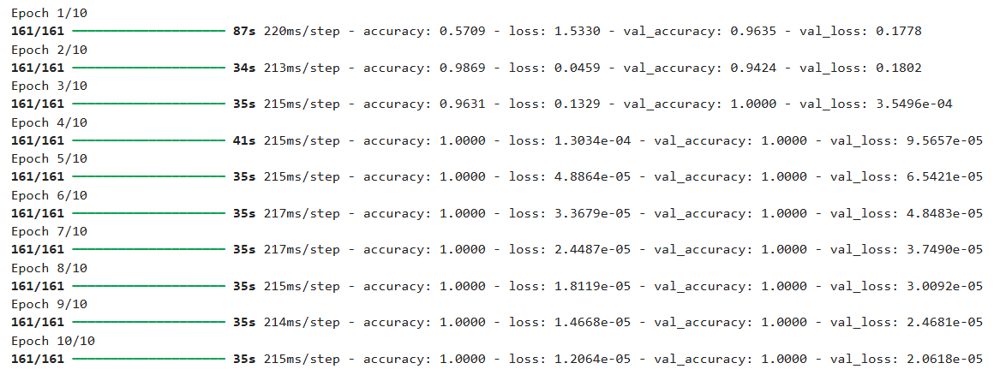 Epoch 1/10
161/161 ━━━━━━━━━━━━━━━━━━━━ 87s 220ms/step - accuracy: 0.5709 - loss: 1.5330 - val_accuracy: 0.9635 - val_loss: 0.1778
Epoch 2/10
161/161 ━━━━━━━━━━━━━━━━━━━━ 34s 213ms/step - accuracy: 0.9869 - loss: 0.0459 - val_accuracy: 0.9424 - val_loss: 0.1802
Epoch 3/10
161/161 ━━━━━━━━━━━━━━━━━━━━ 35s 215ms/step - accuracy: 0.9631 - loss: 0.1329 - val_accuracy: 1.0000 - val_loss: 3.5496e-04
Epoch 4/10
161/161 ━━━━━━━━━━━━━━━━━━━━ 41s 215ms/step - accuracy: 1.0000 - loss: 1.3034e-04 - val_accuracy: 1.0000 - val_loss: 9.5657e-05
Epoch 5/10
161/161 ━━━━━━━━━━━━━━━━━━━━ 35s 215ms/step - accuracy: 1.0000 - loss: 4.8864e-05 - val_accuracy: 1.0000 - val_loss: 6.5421e-05
Epoch 6/10
161/161 ━━━━━━━━━━━━━━━━━━━━ 35s 217ms/step - accuracy: 1.0000 - loss: 3.3679e-05 - val_accuracy: 1.0000 - val_loss: 4.8483e-05
Epoch 7/10
161/161 ━━━━━━━━━━━━━━━━━━━━ 35s 217ms/step - accuracy: 1.0000 - loss: 2.4487e-05 - val_accuracy: 1.0000 - val_loss: 3.7490e-05
Epoch 8/10
161/161 ━━━━━━━━━━━━━━━━━━━━ 35s 215ms/step - accuracy: 1.0000 - loss: 1.8119e-05 - val_accuracy: 1.0000 - val_loss: 3.0092e-05
Epoch 9/10
161/161 ━━━━━━━━━━━━━━━━━━━━ 35s 214ms/step - accuracy: 1.0000 - loss: 1.4668e-05 - val_accuracy: 1.0000 - val_loss: 2.4681e-05
Epoch 10/10
161/161 ━━━━━━━━━━━━━━━━━━━━ 35s 215ms/step - accuracy: 1.0000 - loss: 1.2064e-05 - val_accuracy: 1.0000 - val_loss: 2.0618e-05